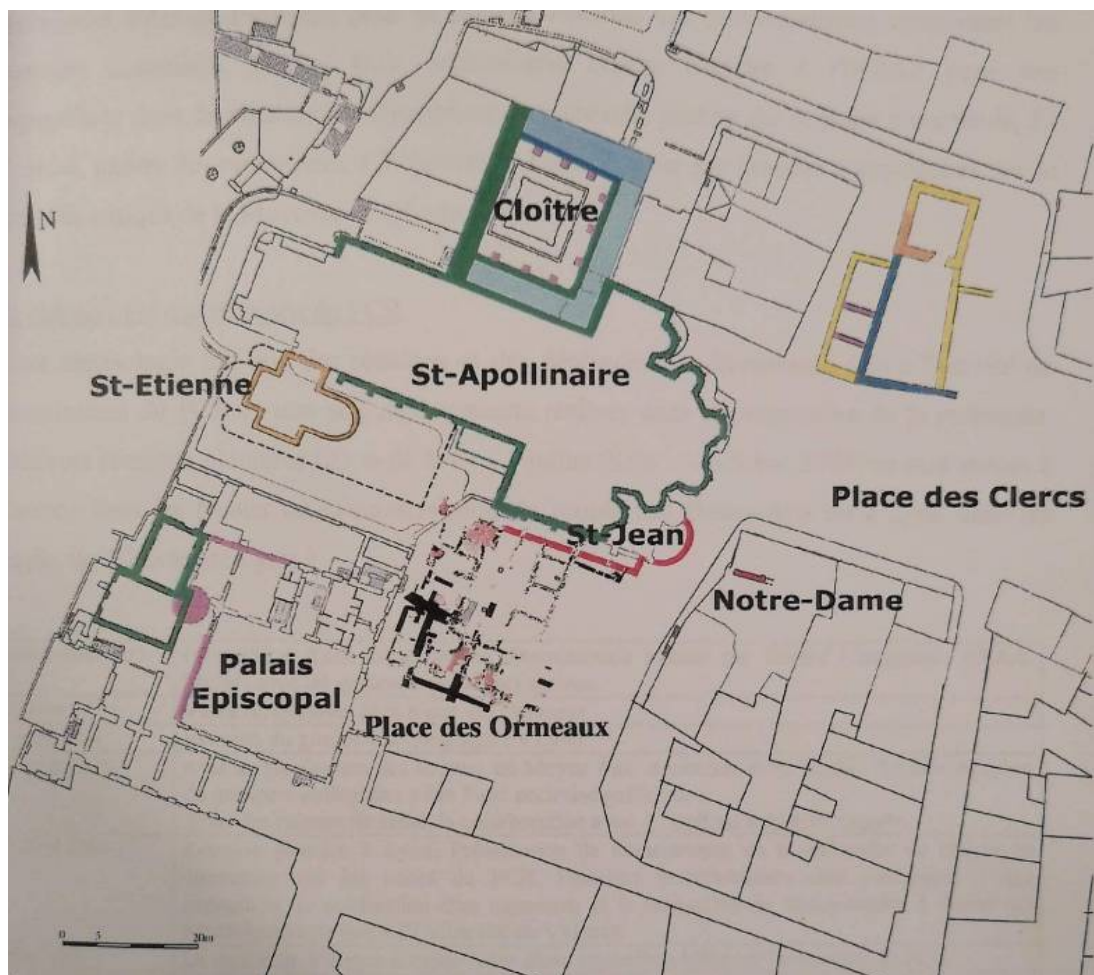 N
Cloître
St-Etienne
St-Apollinaire
Place des Clercs
St-Jean
Notre-Dame
Palais
Episcopal
Place des Ormeaux
0 5 20m